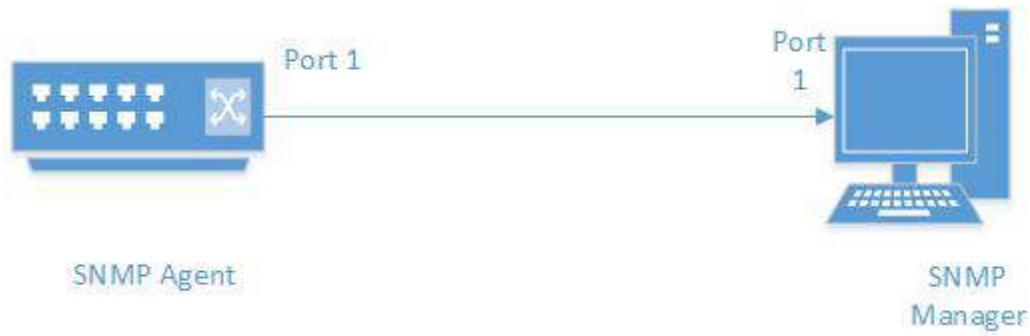 Port 1
Port
1
SNMP Agent
SNMP
Manager